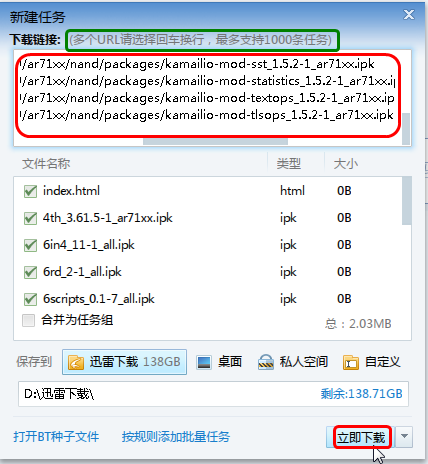 新建任务
下载链接: (多个URL请选择回车换行，最多支持1000条任务)
/ar71xx/nand/packages/kamailio-mod-sst_1.5.2-1_ar71xx.ipk
/ar71xx/nand/packages/kamailio-mod-statistics_1.5.2-1_ar71xx.ip
/ar71xx/nand/packages/kamailio-mod-textops_1.5.2-1_ar71xx.ip
/ar71xx/nand/packages/kamailio-mod-tlsops_1.5.2-1_ar71xx.ipk
文件名称 类型 大小
index.html html 0B
4th_3.61.5-1_ar71xx.ipk ipk 0B
6in4_11-1_all.ipk ipk 0B
6rd_2-1_all.ipk ipk 0B
6scripts_0.1-7_all.ipk ipk 0B
合并为任务组 总：2.03MB
保存到 迅雷下载 138GB 桌面 私人空间 自定义
D:\迅雷下载\ 剩余:138.71GB
打开BT种子文件 按规则添加批量任务 立即下载